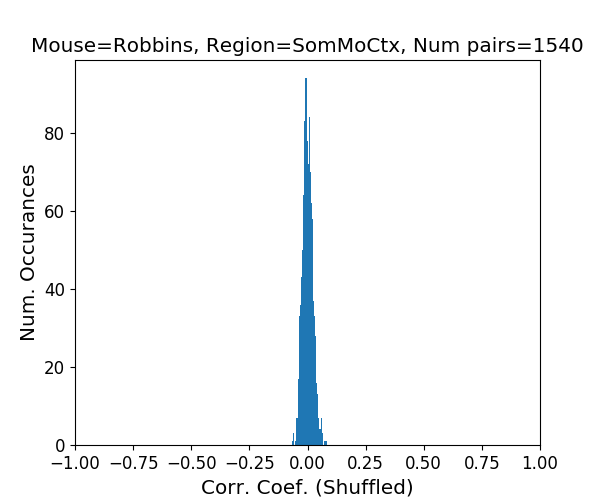 Mouse=Robbins, Region=SomMoCtx, Num pairs=1540
Num. Occurances
80
60
40
20
0
−1.00 −0.75 −0.50 −0.25 0.00 0.25 0.50 0.75 1.00
Corr. Coef. (Shuffled)